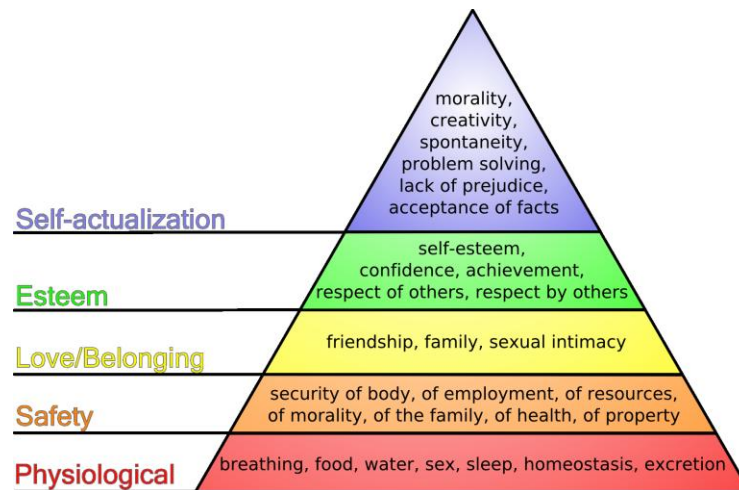 morality,
creativity,
spontaneity,
problem solving,
lack of prejudice,
acceptance of facts
Self-actualization
self-esteem,
confidence, achievement,
respect of others, respect by others
Esteem
friendship, family, sexual intimacy
Love/Belonging
security of body, of employment, of resources,
of morality, of the family, of health, of property
Safety
breathing, food, water, sex, sleep, homeostasis, excretion
Physiological